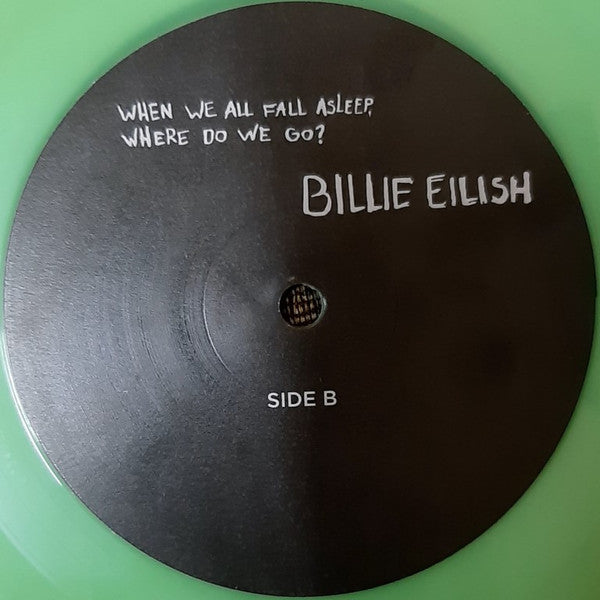 WHEN WE ALL FALL ASLEEP,
WHERE DO WE GO?
BILLIE EILISH
SIDE B